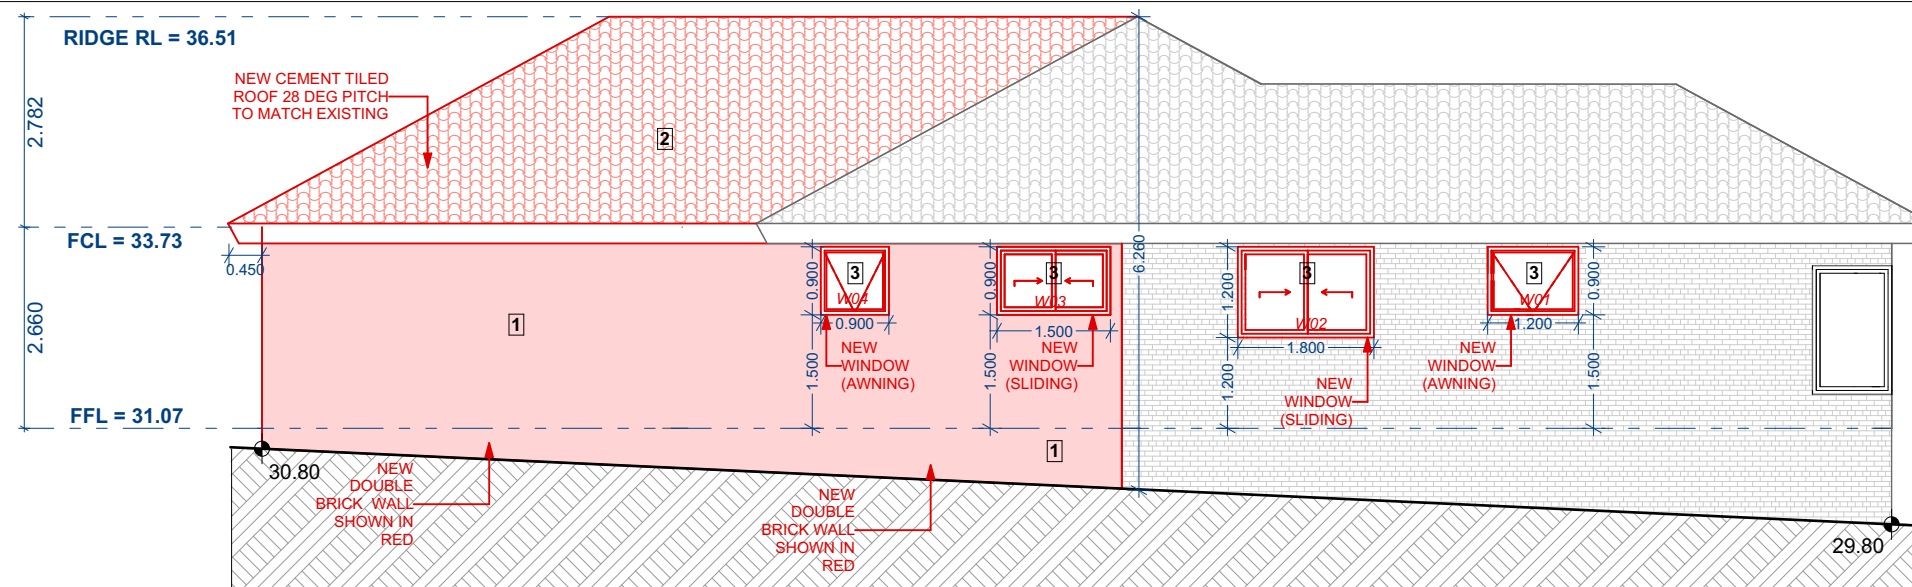 RIDGE RL = 36.51
NEW CEMENT TILED
ROOF 28 DEG PITCH
TO MATCH EXISTING
2.782
2
FCL = 33.73
0.450
6.260
2.660
1
0.900
3
W04
0.900
1.500
NEW
WINDOW
(AWNING)
0.900
3
W03
1.500
1.500
NEW
WINDOW
(SLIDING)
1.200
3
W02
1.800
1.200
NEW
WINDOW
(SLIDING)
3
W01
1.200
0.900
1.500
NEW
WINDOW
(AWNING)
FFL = 31.07
1
30.80
NEW
DOUBLE
BRICK WALL
SHOWN IN
RED
NEW
DOUBLE
BRICK WALL
SHOWN IN
RED
29.80